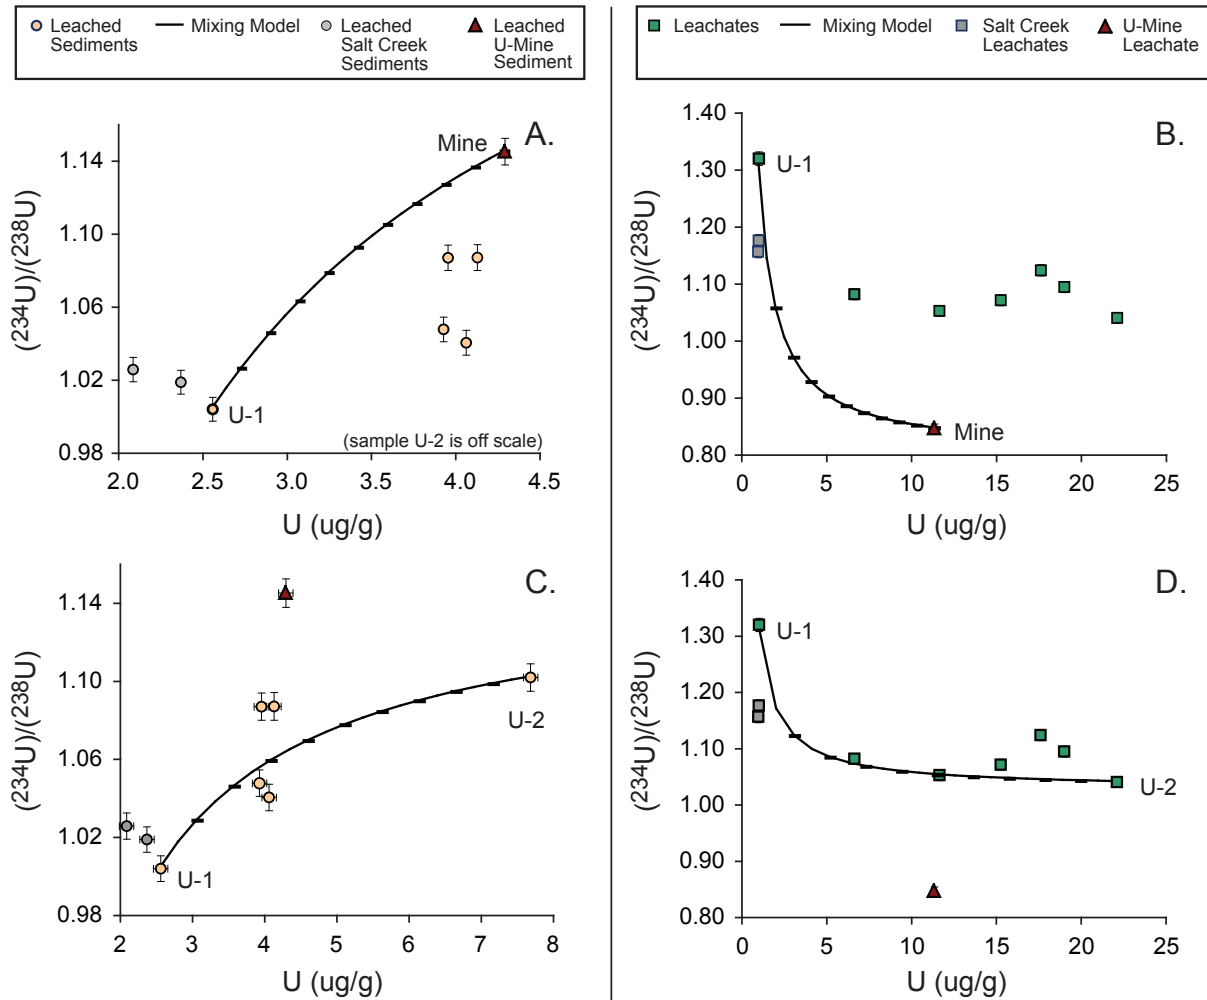 Leached
Sediments
Mixing Model
Leached
Salt Creek
Sediments
Leached
U-Mine
Sediment
Leachates
Mixing Model
Salt Creek
Leachates
U-Mine
Leachate
A.
(234U)/(238U)
1.14
1.10
1.06
1.02
0.98
Mine
U-1
(sample U-2 is off scale)
2.0 2.5 3.0 3.5 4.0 4.5
U (ug/g)
B.
(234U)/(238U)
1.40
1.30
1.20
1.10
1.00
0.90
0.80
U-1
Mine
0 5 10 15 20 25
U (ug/g)
C.
(234U)/(238U)
1.14
1.10
1.06
1.02
0.98
U-2
U-1
2 3 4 5 6 7 8
U (ug/g)
D.
(234U)/(238U)
1.40
1.30
1.20
1.10
1.00
0.90
0.80
U-1
U-2
0 5 10 15 20 25
U (ug/g)